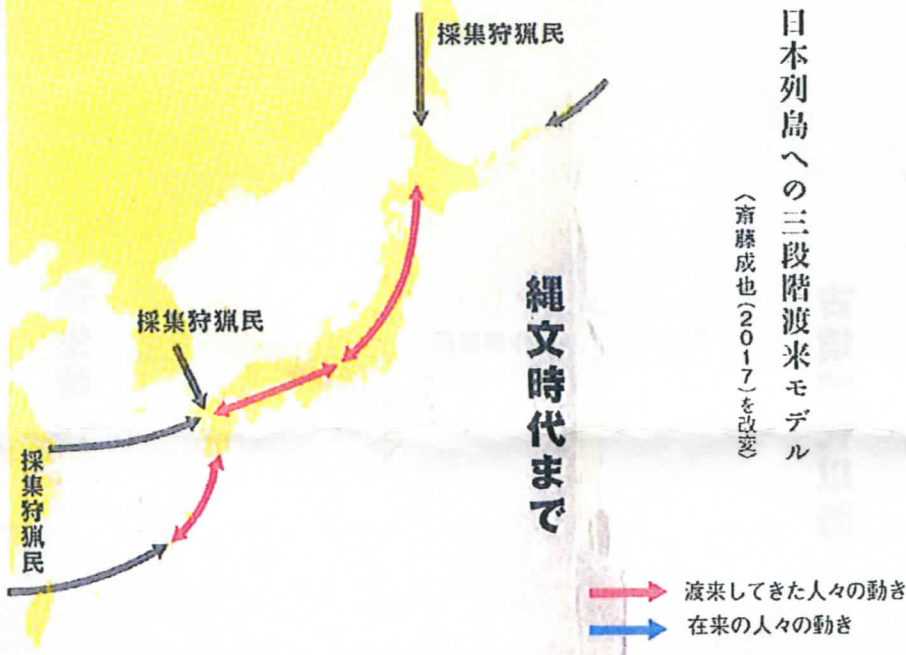 日本列島への三段階渡来モデル
〈斎藤成也(2017)を改変〉
採集狩猟民
採集狩猟民
採集狩猟民
縄文時代まで
渡来してきた人々の動き
在来の人々の動き